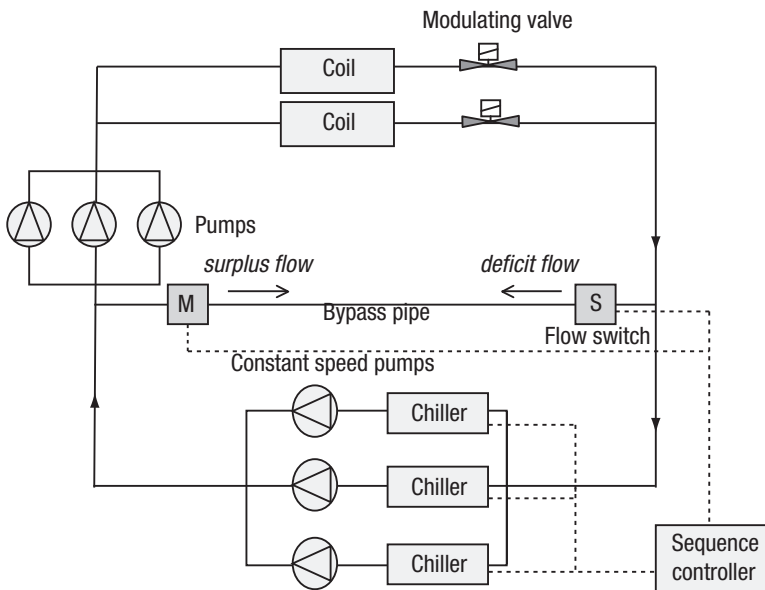 Modulating valve
Coil
Coil
Pumps
surplus flow
deficit flow
M
S
Bypass pipe
Flow switch
Constant speed pumps
Chiller
Chiller
Chiller
Sequence
controller